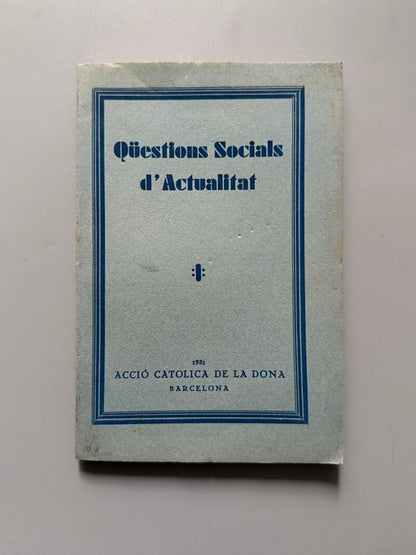 Qüestions Socials
d'Actualitat
1931
ACCIÓ CATOLICA DE LA DONA
BARCELONA